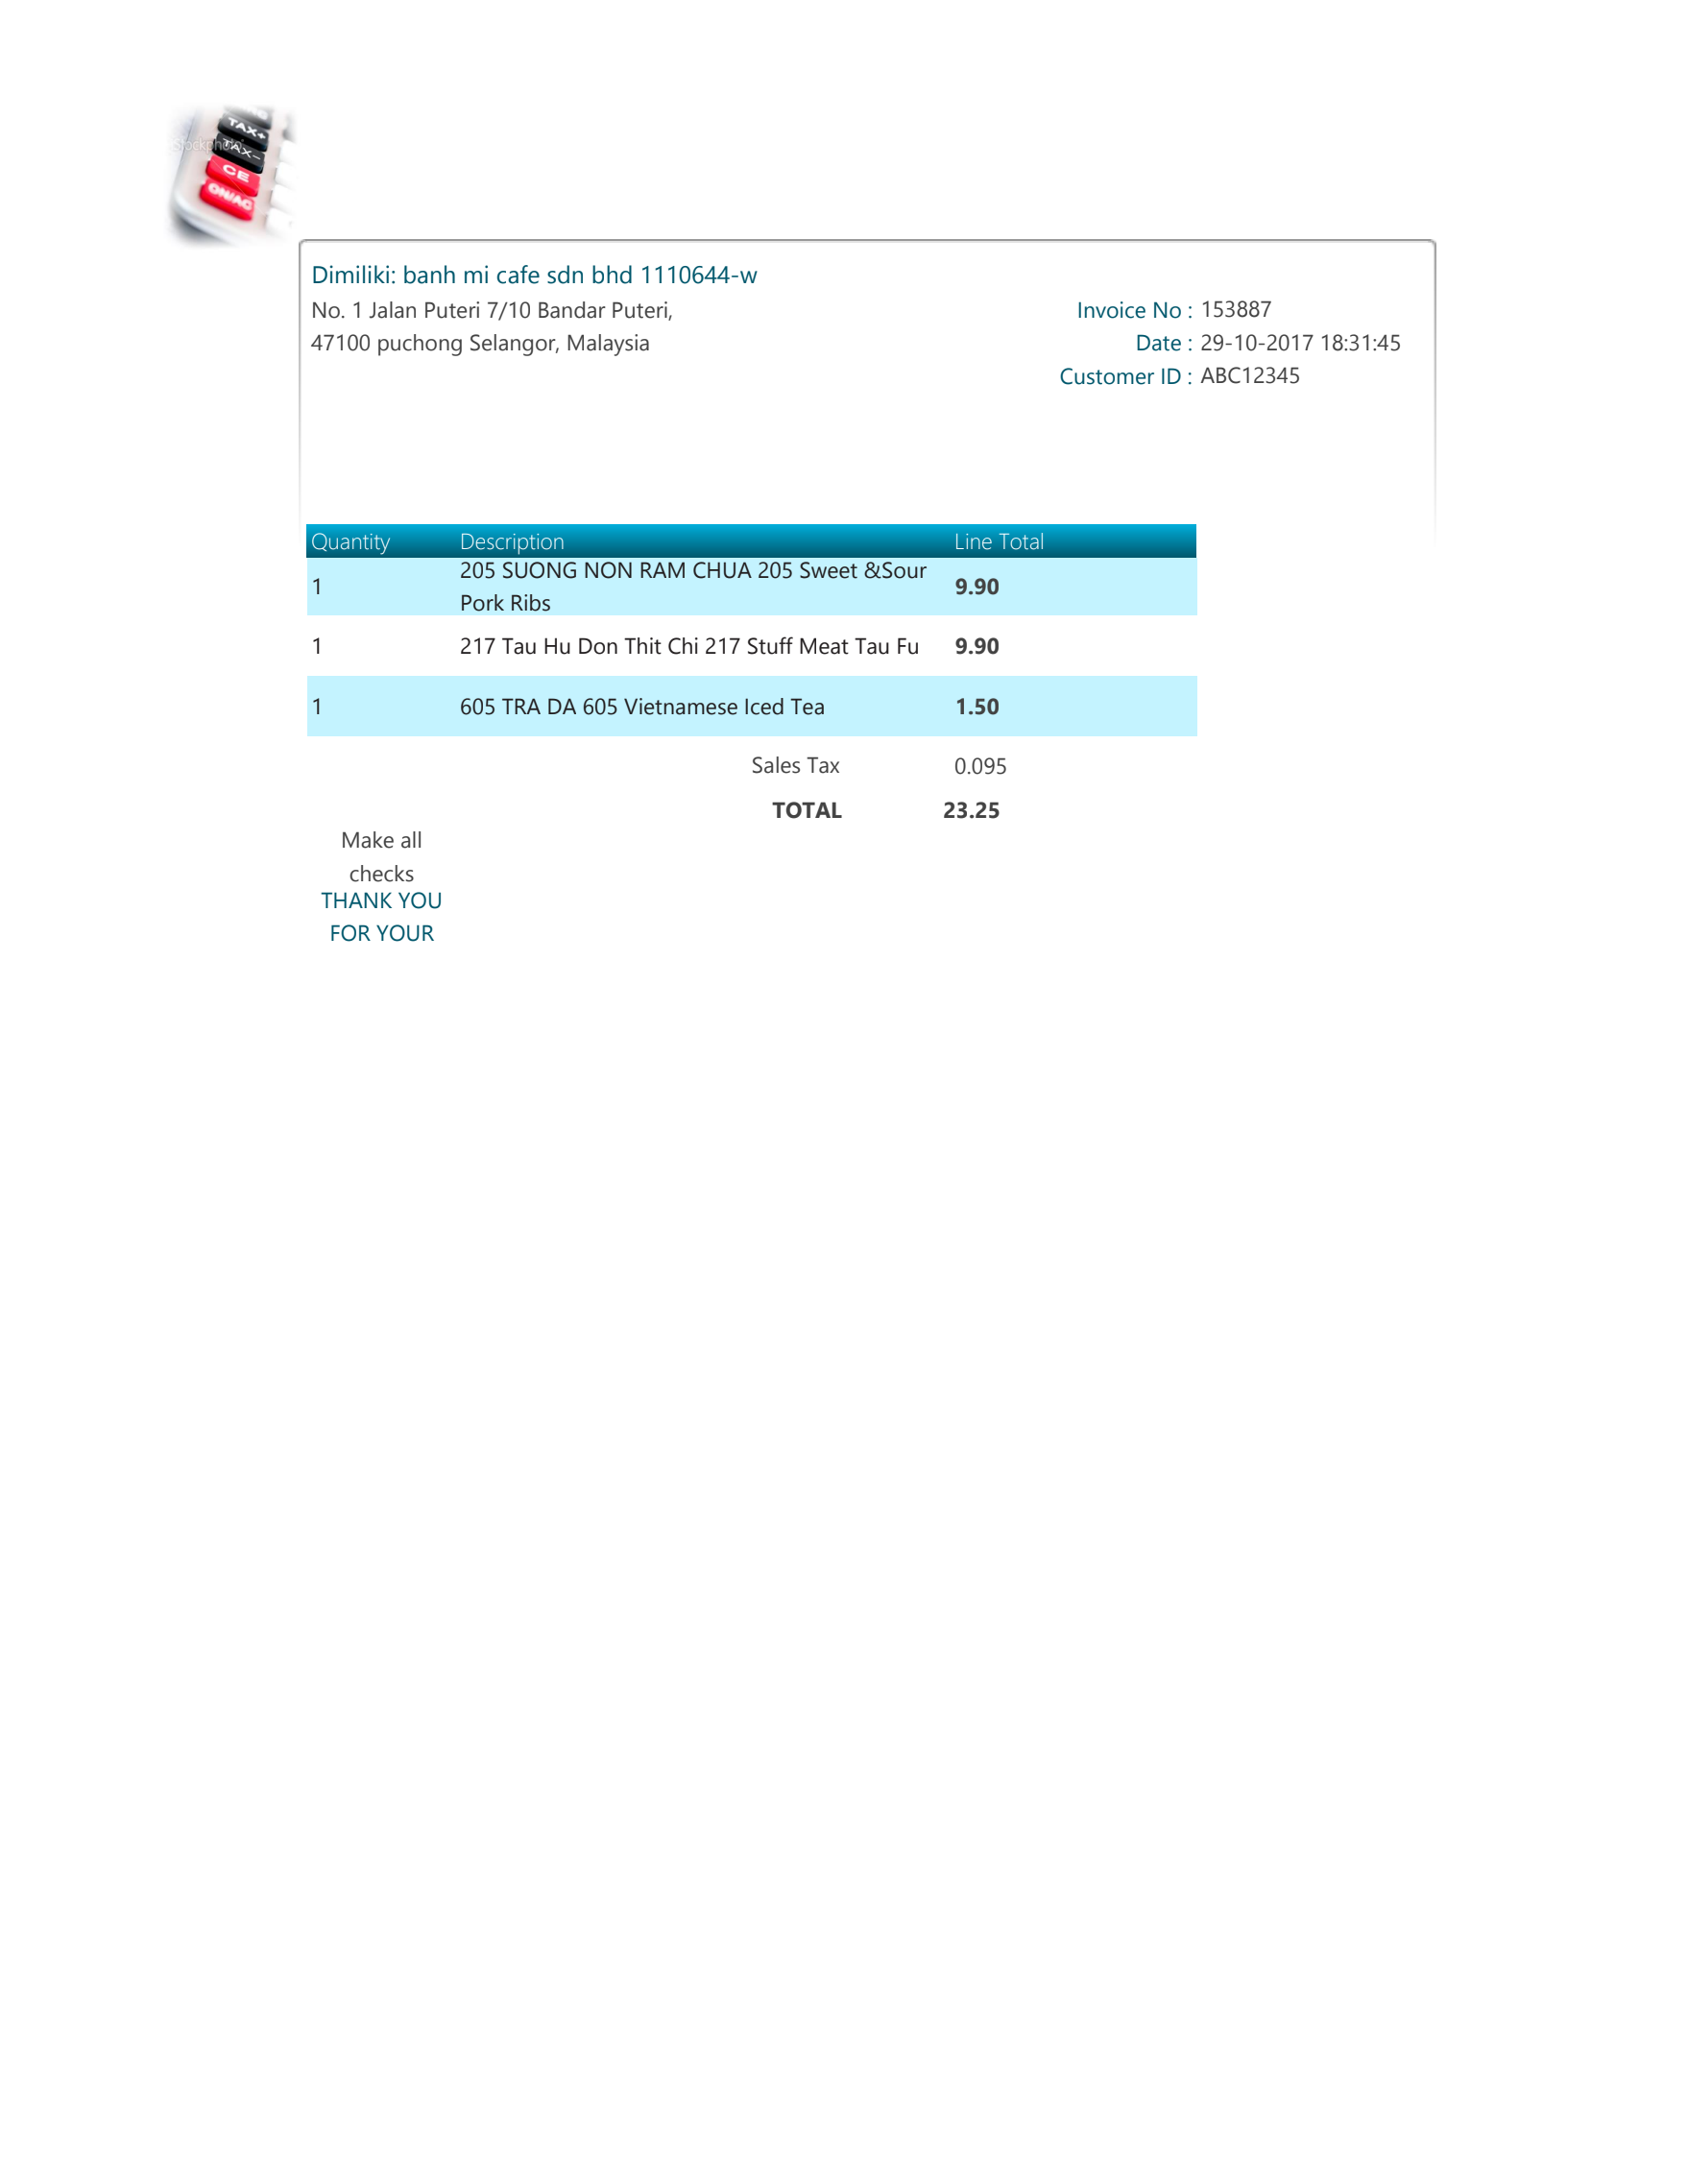 TAX+
TAX-
CE
ON/AC
Dimiliki: banh mi cafe sdn bhd 1110644-w
No. 1 Jalan Puteri 7/10 Bandar Puteri,
47100 puchong Selangor, Malaysia
Invoice No : 153887
Date : 29-10-2017 18:31:45
Customer ID : ABC12345
Quantity Description Line Total
1 205 SUONG NON RAM CHUA 205 Sweet &Sour 9.90
Pork Ribs
1 217 Tau Hu Don Thit Chi 217 Stuff Meat Tau Fu 9.90
1 605 TRA DA 605 Vietnamese Iced Tea 1.50
Sales Tax 0.095
TOTAL 23.25
Make all
checks
THANK YOU
FOR YOUR